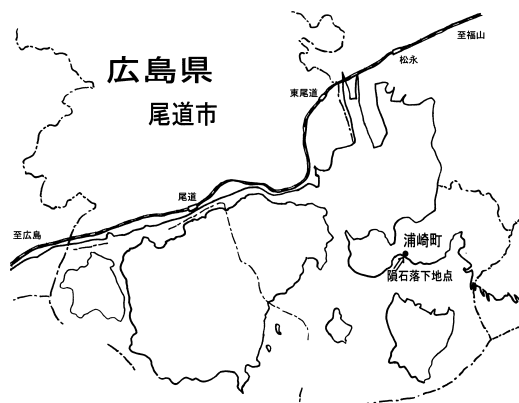 広島県
尾道市
至福山
松永
東尾道
尾道
至広島
浦崎町
隕石落下地点